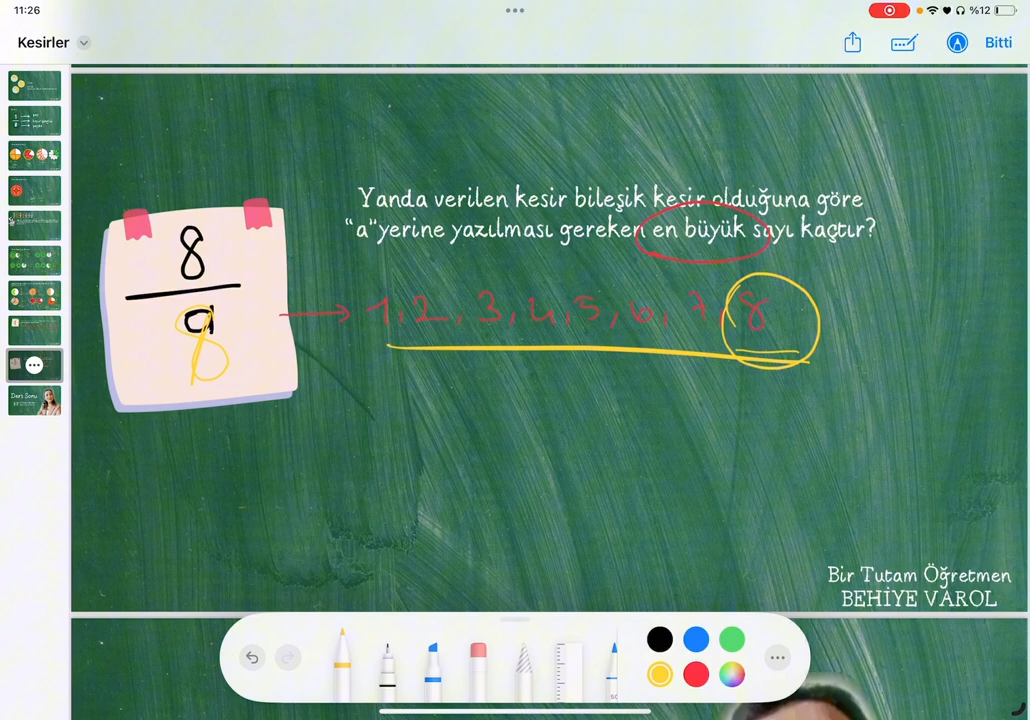 11:26
%12
Kesirler
Bitti
Yanda verilen kesir bileşik kesir olduğuna göre
"a"yerine yazılması gereken en büyük sayı kaçtır?
8
a
8
1, 2, 3, 4, 5, 6, 7, 8
Ders Sonu
Bir Tutam Öğretmen
BEHİYE VAROL